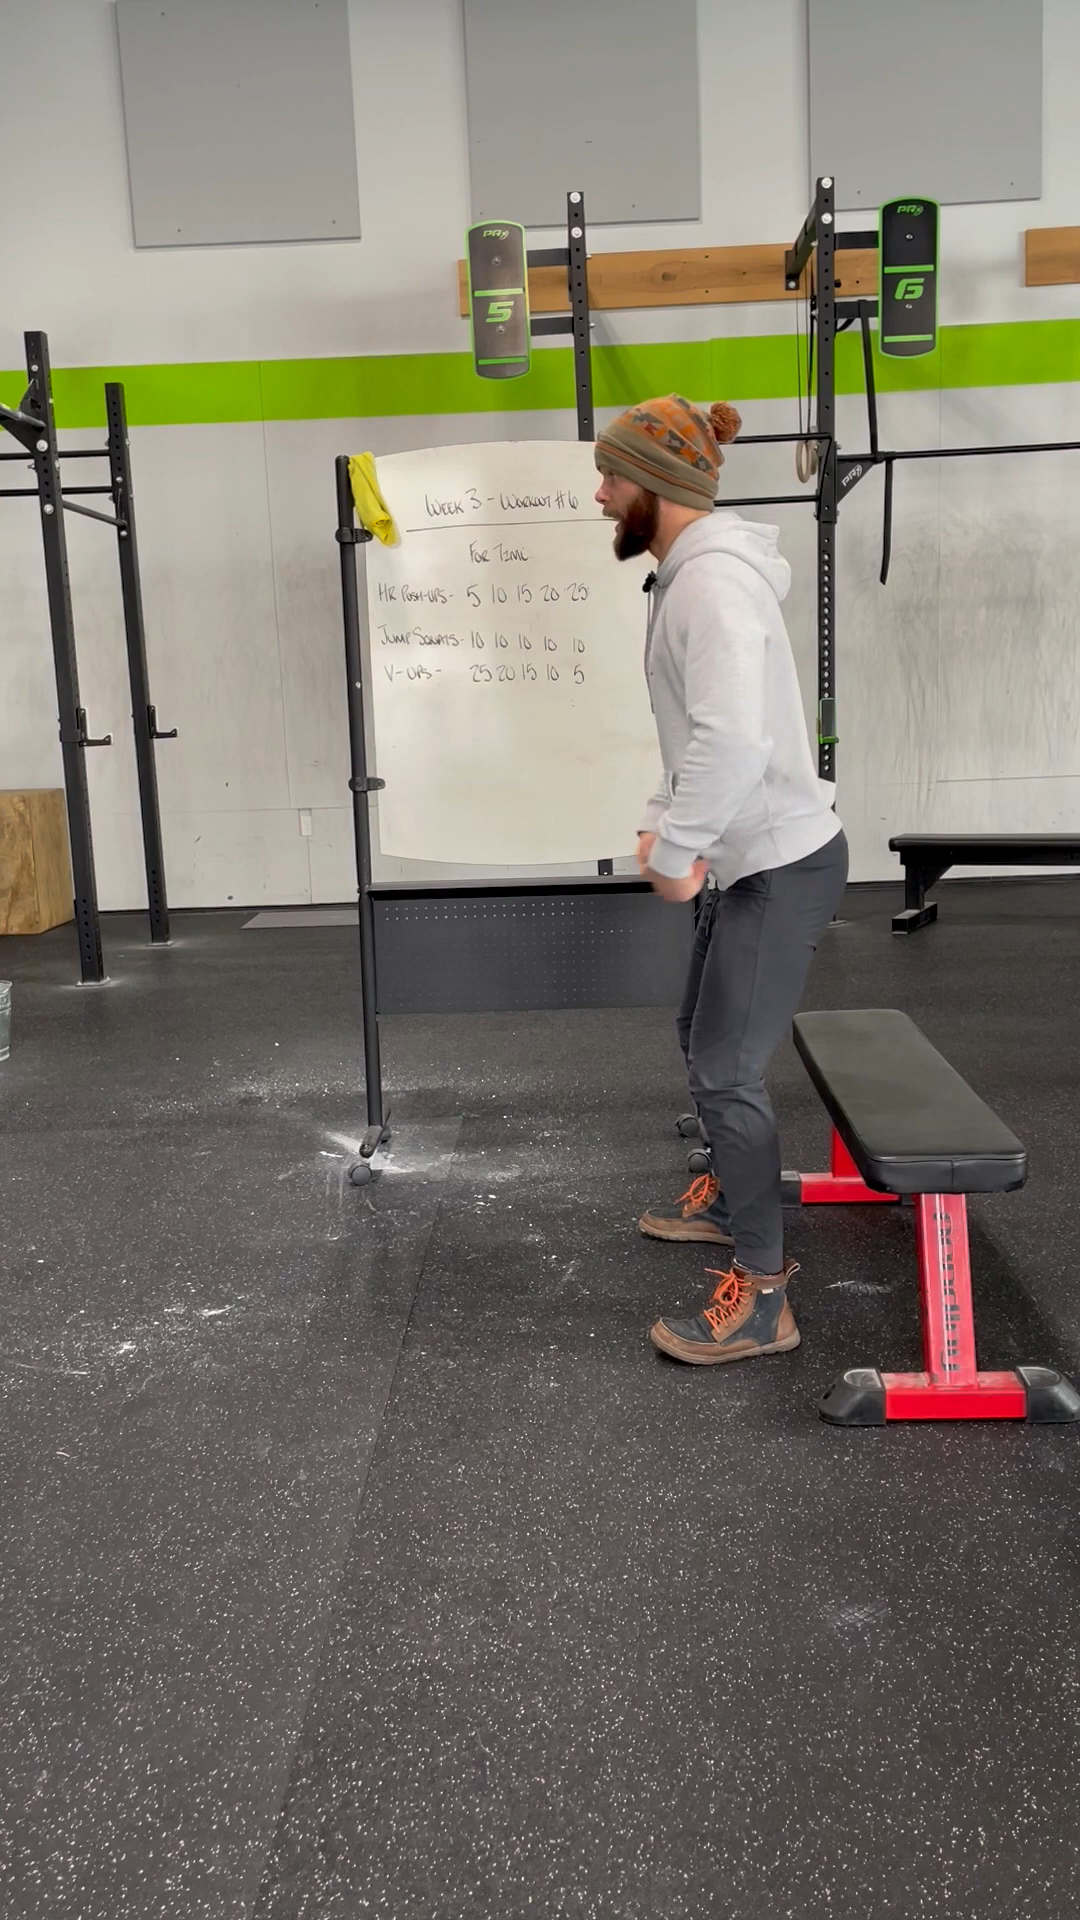 PRx
PRx
5
6
PRx
WEEK 3 - WORKOUT #6
FOR TIME
HR PUSH-UPS- 5 10 15 20 25
JUMP SQUATS- 10 10 10 10 10
V-UPS- 25 20 15 10 5